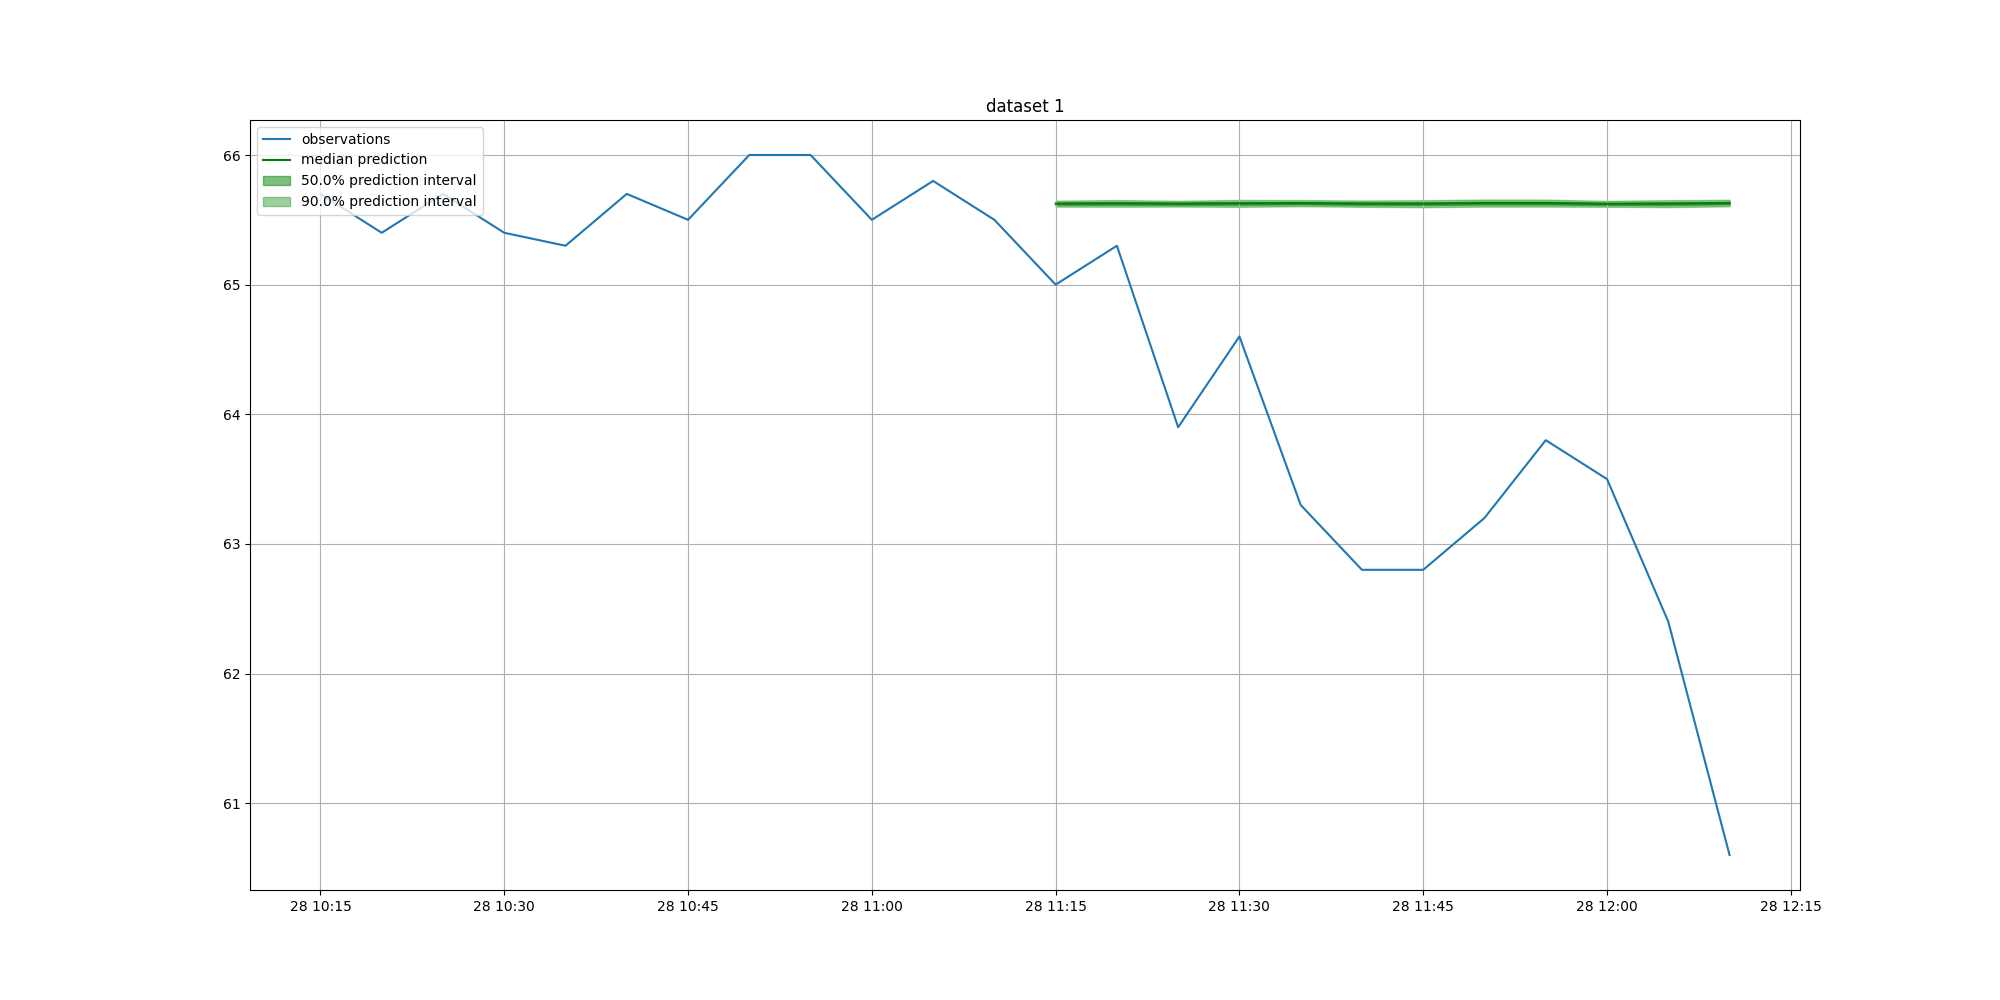 dataset 1
observations
median prediction
50.0% prediction interval
90.0% prediction interval
66
65
64
63
62
61
28 10:15 28 10:30 28 10:45 28 11:00 28 11:15 28 11:30 28 11:45 28 12:00 28 12:15